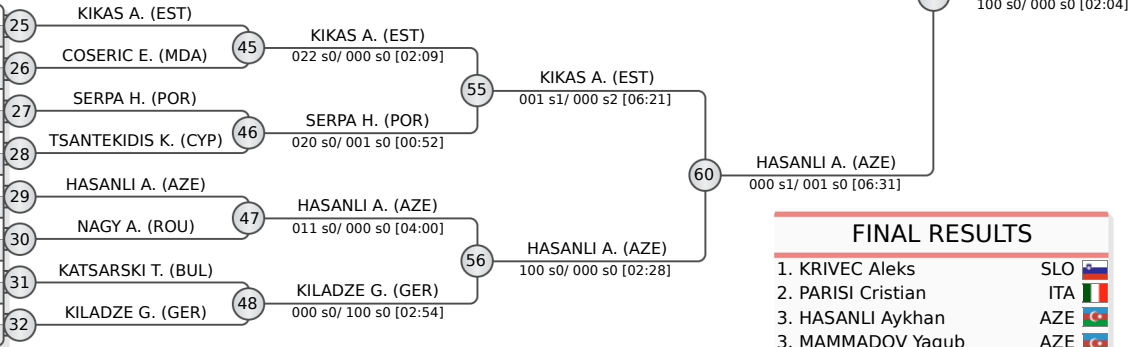 100 s0/ 000 s0 [02:04]
25
KIKAS A. (EST)
26
COSERIC E. (MDA)
27
SERPA H. (POR)
28
TSANTEKIDIS K. (CYP)
29
HASANLI A. (AZE)
30
NAGY A. (ROU)
31
KATSARSKI T. (BUL)
32
KILADZE G. (GER)
45
KIKAS A. (EST)
022 s0/ 000 s0 [02:09]
46
SERPA H. (POR)
020 s0/ 001 s0 [00:52]
47
HASANLI A. (AZE)
011 s0/ 000 s0 [04:00]
48
KILADZE G. (GER)
000 s0/ 100 s0 [02:54]
55
KIKAS A. (EST)
001 s1/ 000 s2 [06:21]
56
HASANLI A. (AZE)
100 s0/ 000 s0 [02:28]
60
HASANLI A. (AZE)
000 s1/ 001 s0 [06:31]
FINAL RESULTS
1. KRIVEC Aleks SLO
2. PARISI Cristian ITA
3. HASANLI Aykhan AZE
3. MAMMADOV Yagub AZE